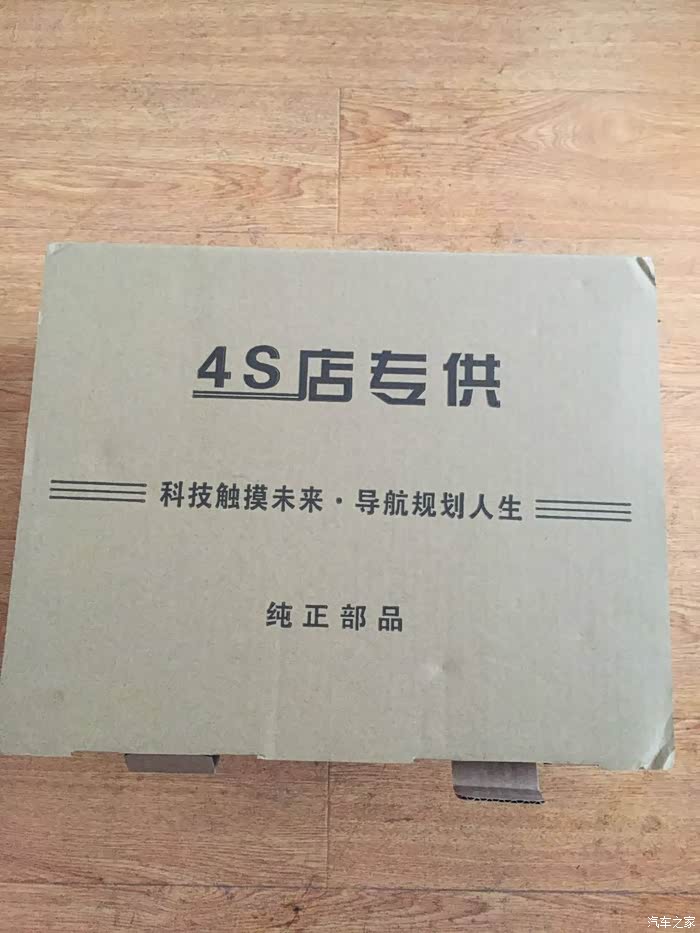 4S店专供
科技触摸未来·导航规划人生
纯正部品
汽车之家